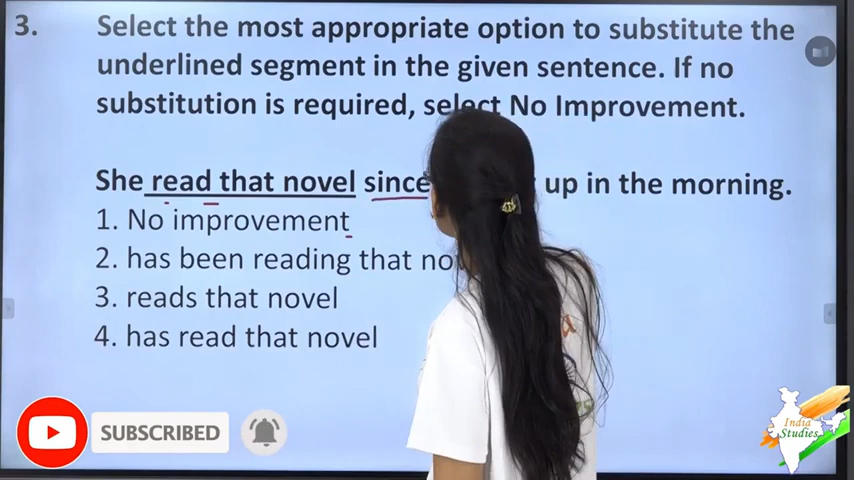 3. Select the most appropriate option to substitute the
underlined segment in the given sentence. If no
substitution is required, select No Improvement.
She read that novel since up in the morning.
1. No improvement
2. has been reading that
3. reads that novel
4. has read that novel
SUBSCRIBED
India
Studies